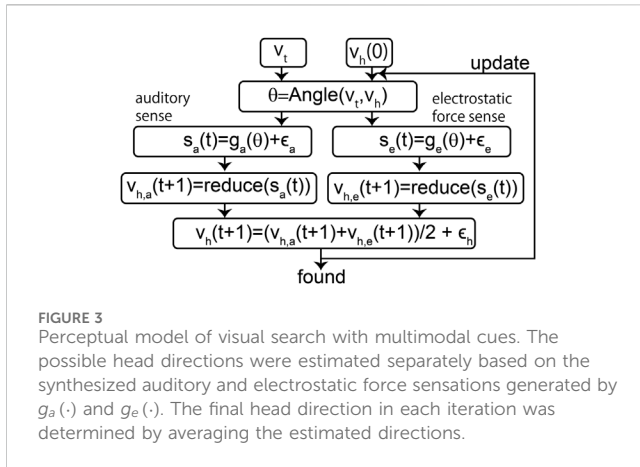 v_t v_h(0)
update
θ=Angle(v_t,v_h)
auditory
sense
electrostatic
force sense
s_a(t)=g_a(θ)+ϵ_a s_e(t)=g_e(θ)+ϵ_e
v_h,a(t+1)=reduce(s_a(t)) v_h,e(t+1)=reduce(s_e(t))
v_h(t+1)=(v_h,a(t+1)+v_h,e(t+1))/2 + ϵ_h
found
FIGURE 3
Perceptual model of visual search with multimodal cues. The
possible head directions were estimated separately based on the
synthesized auditory and electrostatic force sensations generated by
g_a (·) and g_e (·). The final head direction in each iteration was
determined by averaging the estimated directions.